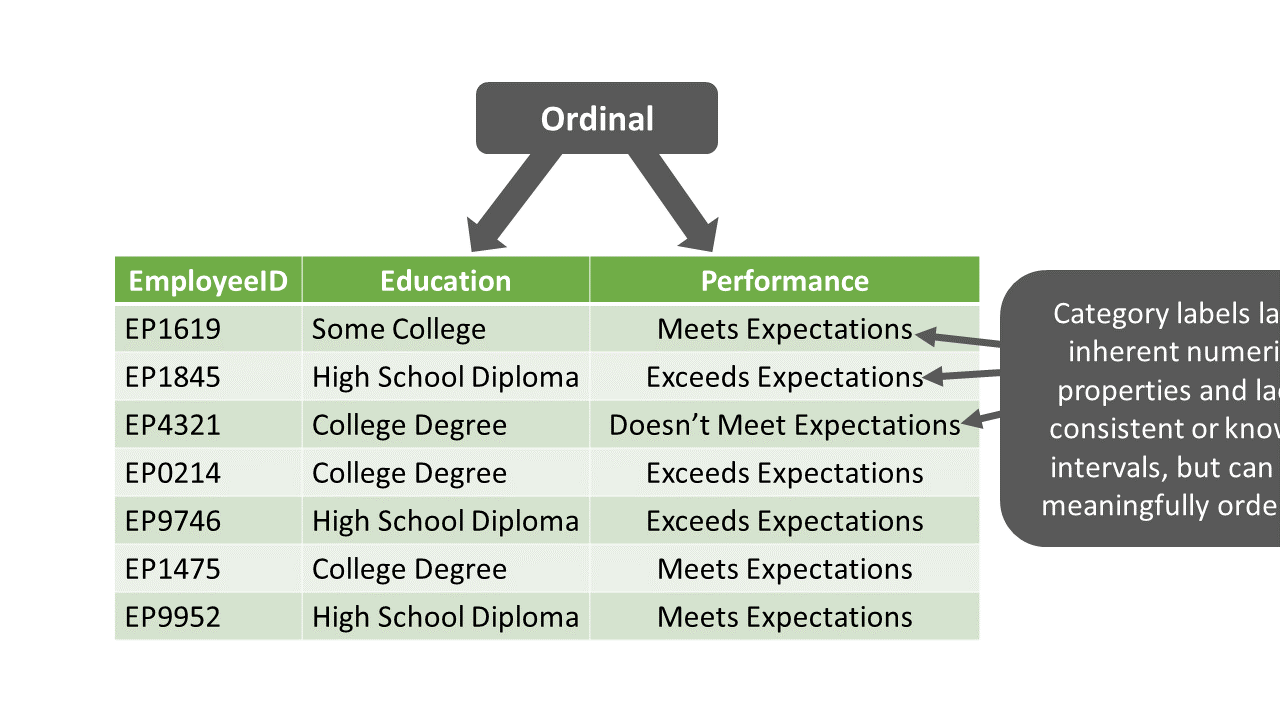 Ordinal
EmployeeID Education Performance
EP1619 Some College Meets Expectations
EP1845 High School Diploma Exceeds Expectations
EP4321 College Degree Doesn’t Meet Expectations
EP0214 College Degree Exceeds Expectations
EP9746 High School Diploma Exceeds Expectations
EP1475 College Degree Meets Expectations
EP9952 High School Diploma Meets Expectations
Category labels
inherent
properties and
consistent or
intervals, but can
meaningfully